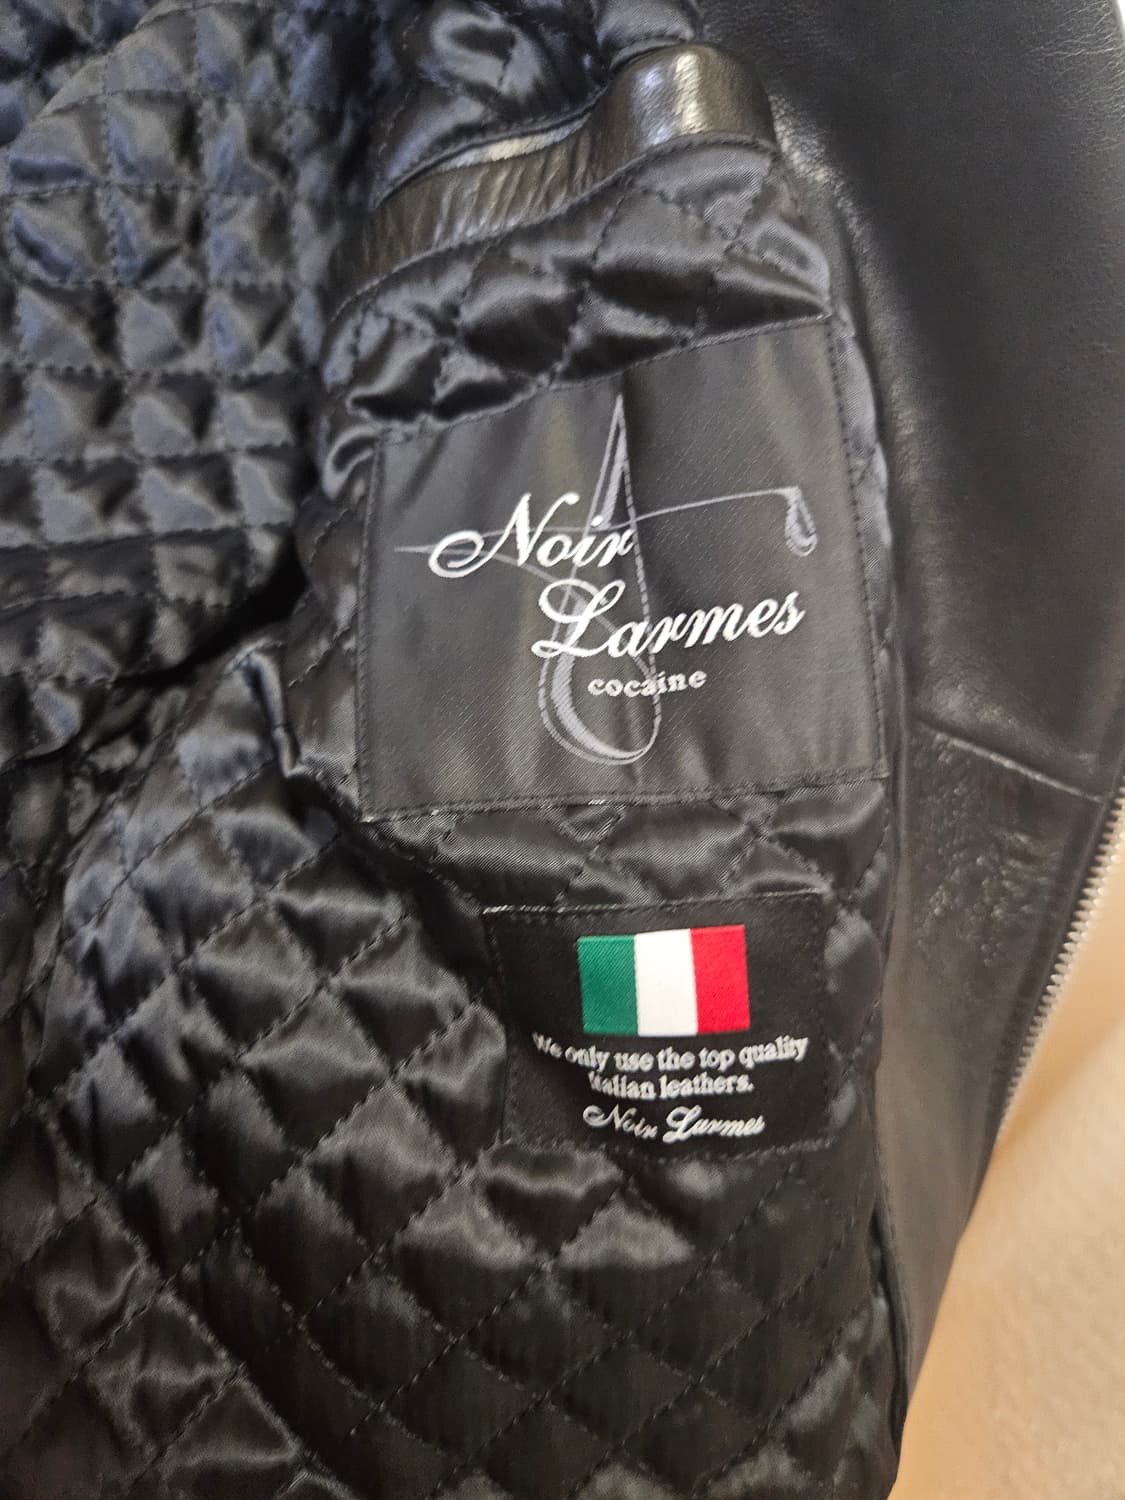 Noir
Larmes
cocaine
We only use the top quality
Italian leathers.
Noir Larmes